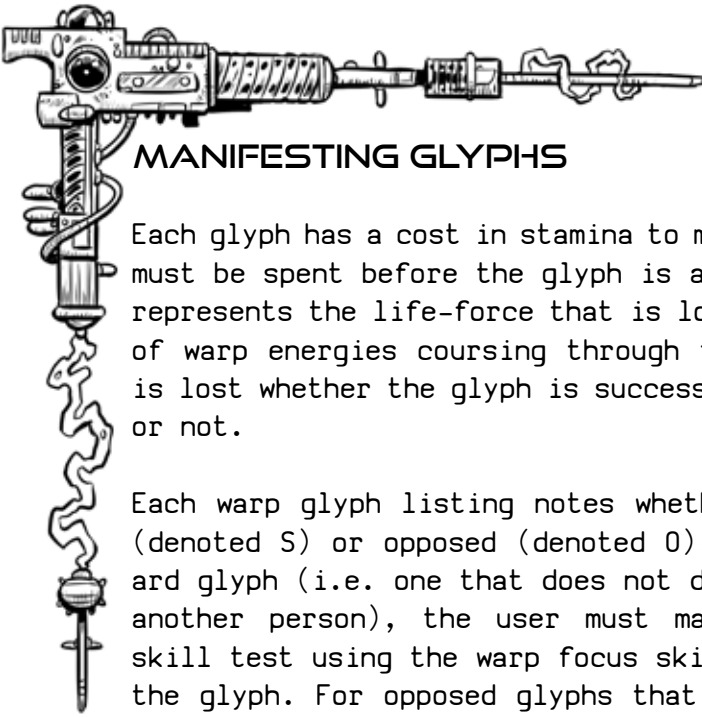 MANIFESTING GLYPHS
Each glyph has a cost in stamina to m
must be spent before the glyph is a
represents the life-force that is lo
of warp energies coursing through
is lost whether the glyph is success
or not.
Each warp glyph listing notes wheth
(denoted S) or opposed (denoted O)
ard glyph (i.e. one that does not d
another person), the user must ma
skill test using the warp focus ski
the glyph. For opposed glyphs that